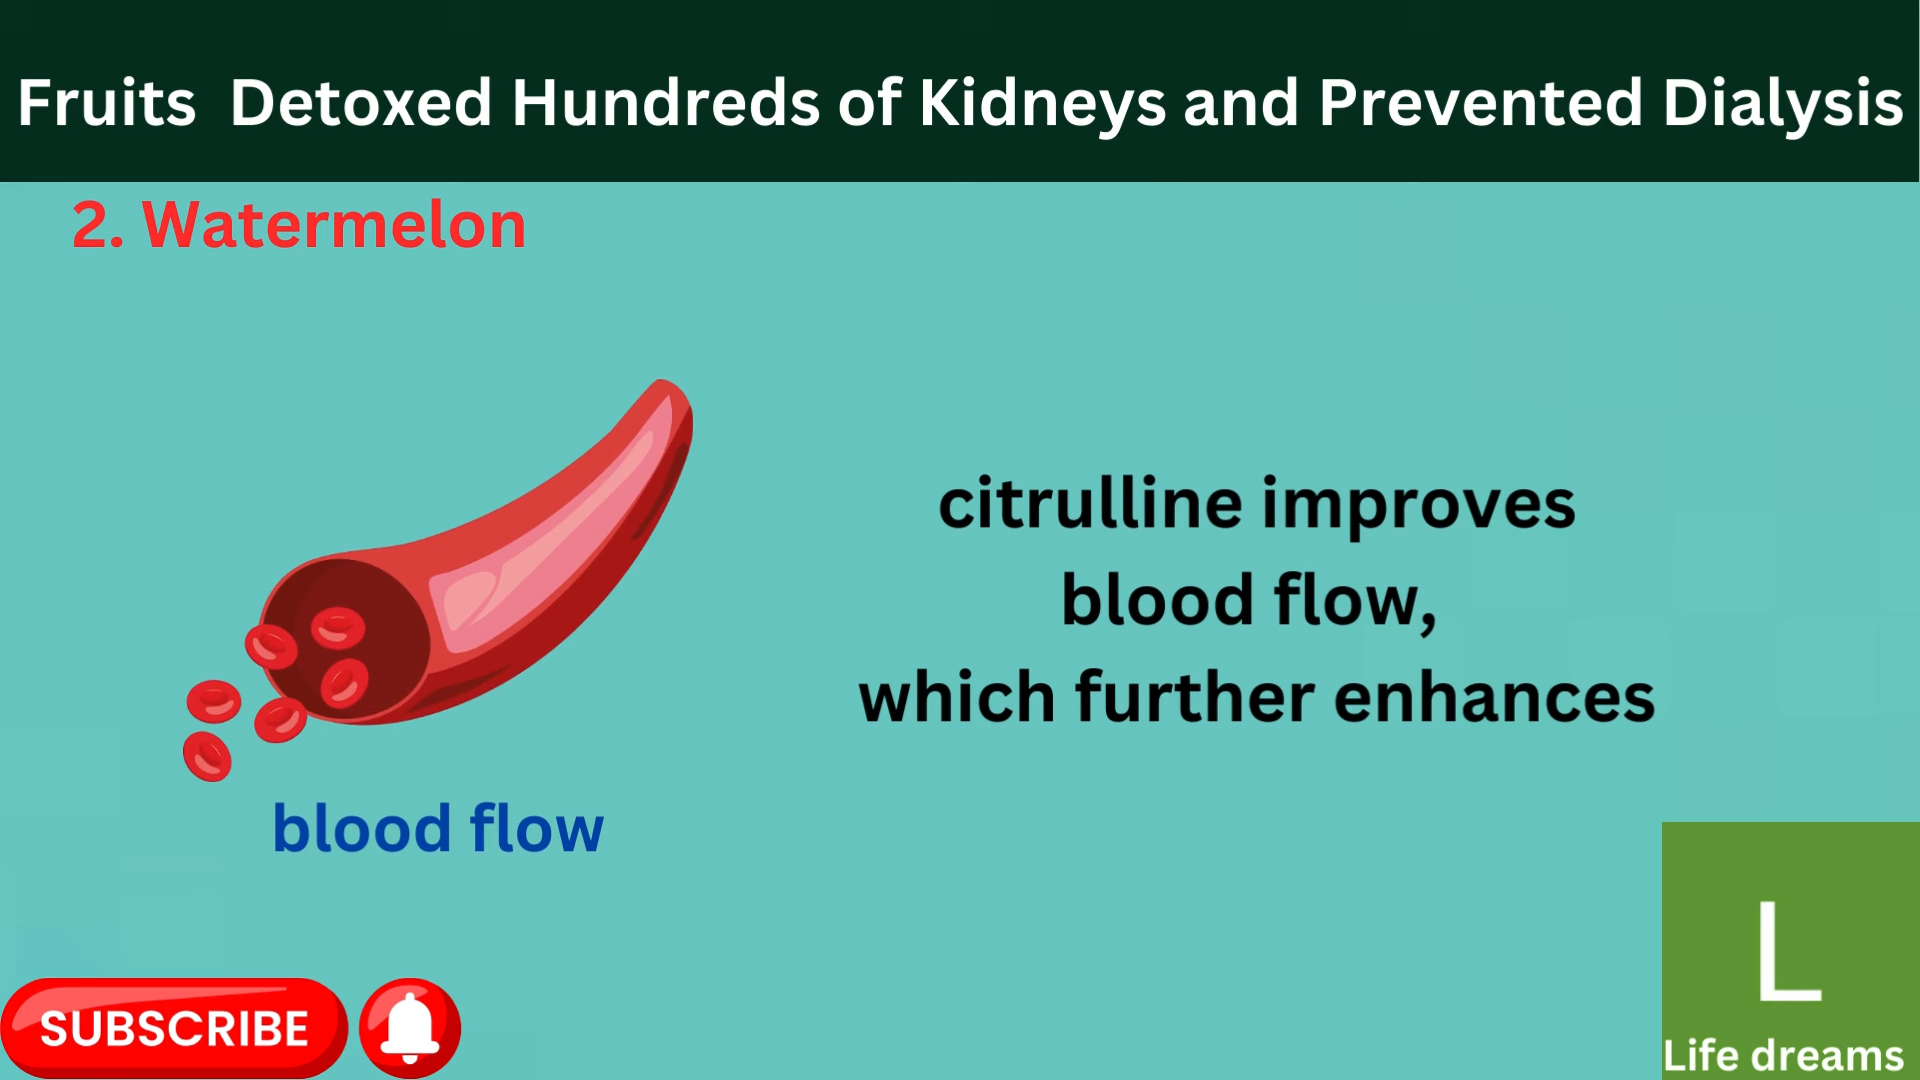 Fruits  Detoxed Hundreds of Kidneys and Prevented Dialysis
2. Watermelon
citrulline improves
blood flow,
which further enhances
blood flow
SUBSCRIBE
L
Life dreams